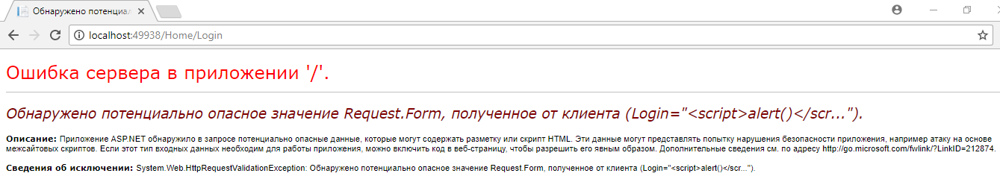 Обнаружено потенциал
localhost:49938/Home/Login
Ошибка сервера в приложении '/'.
Обнаружено потенциально опасное значение Request.Form, полученное от клиента (Login="<script>alert()</scr...").
Описание: Приложение ASP.NET обнаружило в запросе потенциально опасные данные, которые могут содержать разметку или скрипт HTML. Эти данные могут представлять попытку нарушения безопасности приложения, например атаку на основе
межсайтовых скриптов. Если этот тип входных данных необходим для работы приложения, можно включить код в веб-страницу, чтобы разрешить его явным образом. Дополнительные сведения см. по адресу http://go.microsoft.com/fwlink/?LinkID=212874.
Сведения об исключении: System.Web.HttpRequestValidationException: Обнаружено потенциально опасное значение Request.Form, полученное от клиента (Login="<script>alert()</scr...").